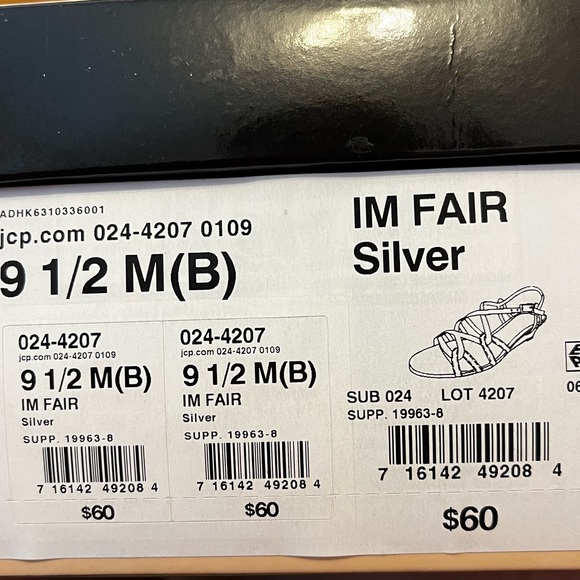 ADHK6310336001
jcp.com 024-4207 0109
9 1/2 M(B)
IM FAIR
Silver
024-4207
jcp.com 024-4207 0109
9 1/2 M(B)
IM FAIR
Silver
SUPP. 19963-8
7 16142 49208 4
$60
024-4207
jcp.com 024-4207 0109
9 1/2 M(B)
IM FAIR
Silver
SUPP. 19963-8
7 16142 49208 4
$60
SUB 024 LOT 4207
SUPP. 19963-8
7 16142 49208 4
$60
06